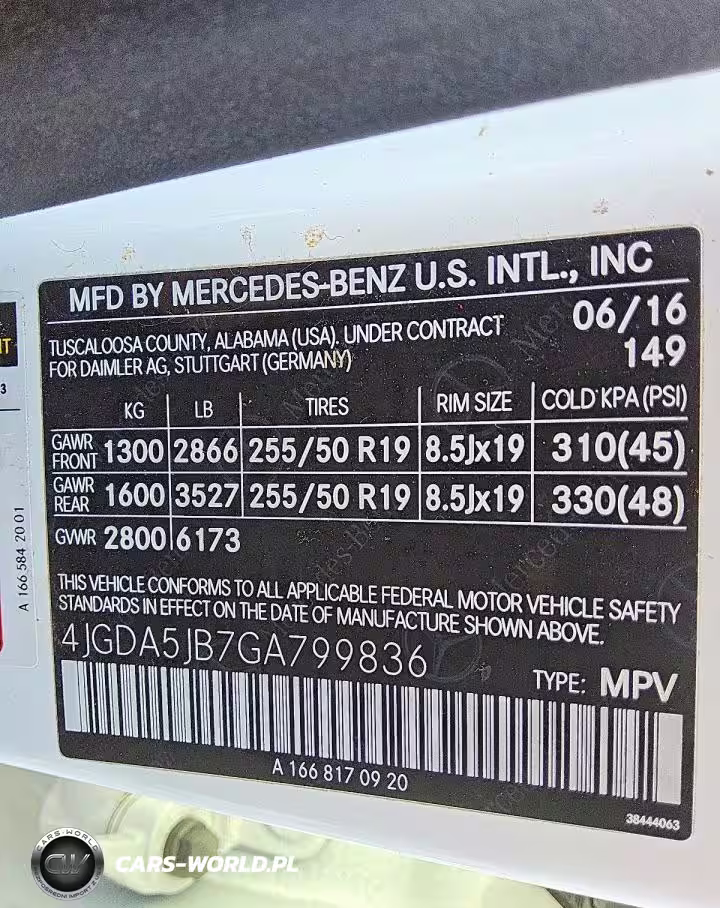 MFD BY MERCEDES-BENZ U.S. INTL., INC
TUSCALOOSA COUNTY, ALABAMA (USA). UNDER CONTRACT
FOR DAIMLER AG, STUTTGART (GERMANY)
06/16
149
KG LB TIRES RIM SIZE COLD KPA (PSI)
GAWR FRONT 1300 2866 255/50 R19 8.5Jx19 310(45)
GAWR REAR 1600 3527 255/50 R19 8.5Jx19 330(48)
GVWR 2800 6173
THIS VEHICLE CONFORMS TO ALL APPLICABLE FEDERAL MOTOR VEHICLE SAFETY
STANDARDS IN EFFECT ON THE DATE OF MANUFACTURE SHOWN ABOVE.
4JGDA5JB7GA799836
TYPE: MPV
A 166 817 09 20
38444063
A 166 584 20 01
3
CARS-WORLD
CW
CARS-WORLD.PL